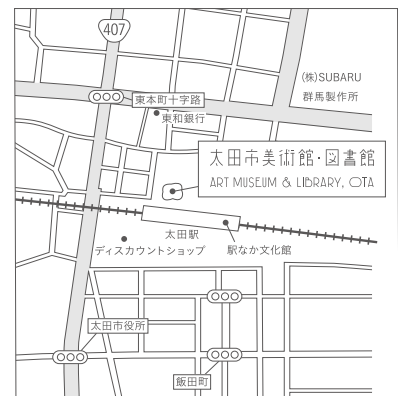 407
(株)SUBARU
群馬製作所
東本町十字路
東和銀行
太田市美術館・図書館
ART MUSEUM & LIBRARY, OTA
太田駅
駅なか文化館
ディスカウントショップ
太田市役所
飯田町